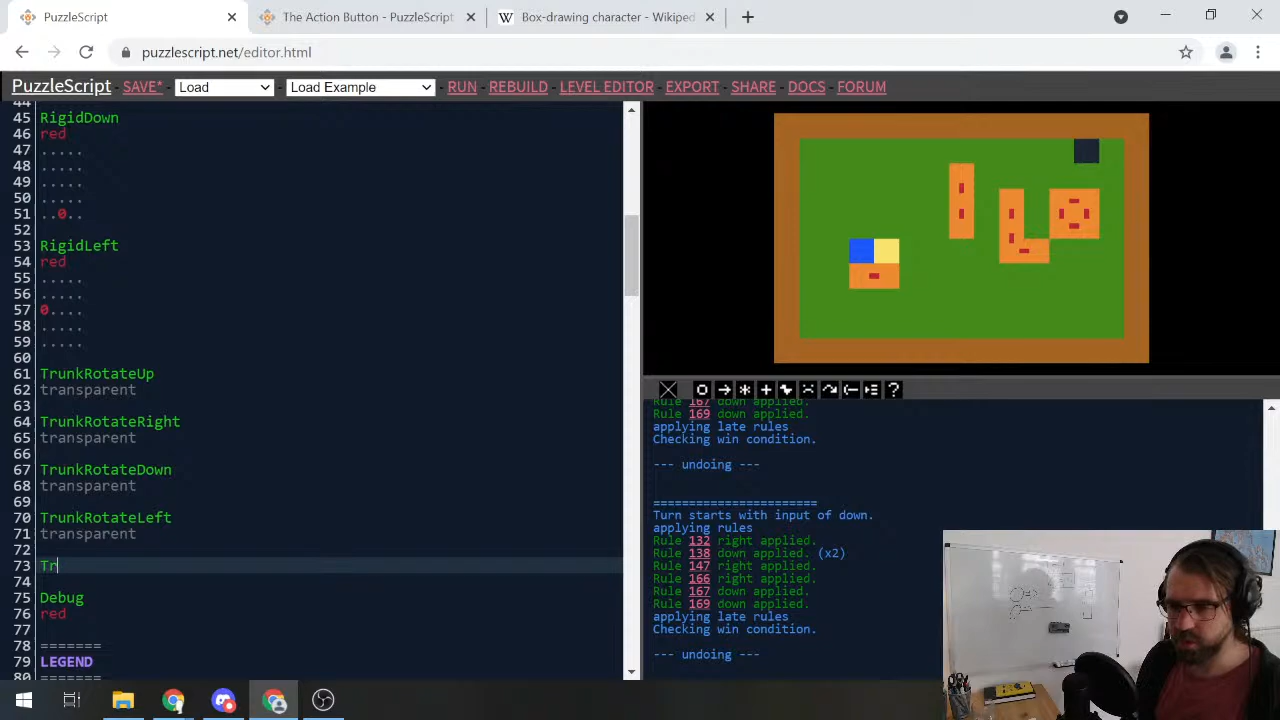 PuzzleScript
The Action Button - PuzzleScript
Box-drawing character - Wikiped
puzzlescript.net/editor.html
PuzzleScript - SAVE* - Load - Load Example - RUN - REBUILD - LEVEL EDITOR - EXPORT - SHARE - DOCS - FORUM
44
45 RigidDown
46 red
47 .....
48 .....
49 .....
50 .....
51 ..0..
52
53 RigidLeft
54 red
55 .....
56 .....
57 0....
58 .....
59 .....
60
61 TrunkRotateUp
62 transparent
63
64 TrunkRotateRight
65 transparent
66
67 TrunkRotateDown
68 transparent
69
70 TrunkRotateLeft
71 transparent
72
73 Tr
74
75 Debug
76 red
77
78 =======
79 LEGEND
80 =======
Rule 167 down applied.
Rule 169 down applied.
applying late rules
Checking win condition.
--- undoing ---
=======================
Turn starts with input of down.
applying rules
Rule 132 right applied.
Rule 138 down applied. (x2)
Rule 147 right applied.
Rule 166 right applied.
Rule 167 down applied.
Rule 169 down applied.
applying late rules
Checking win condition.
--- undoing ---